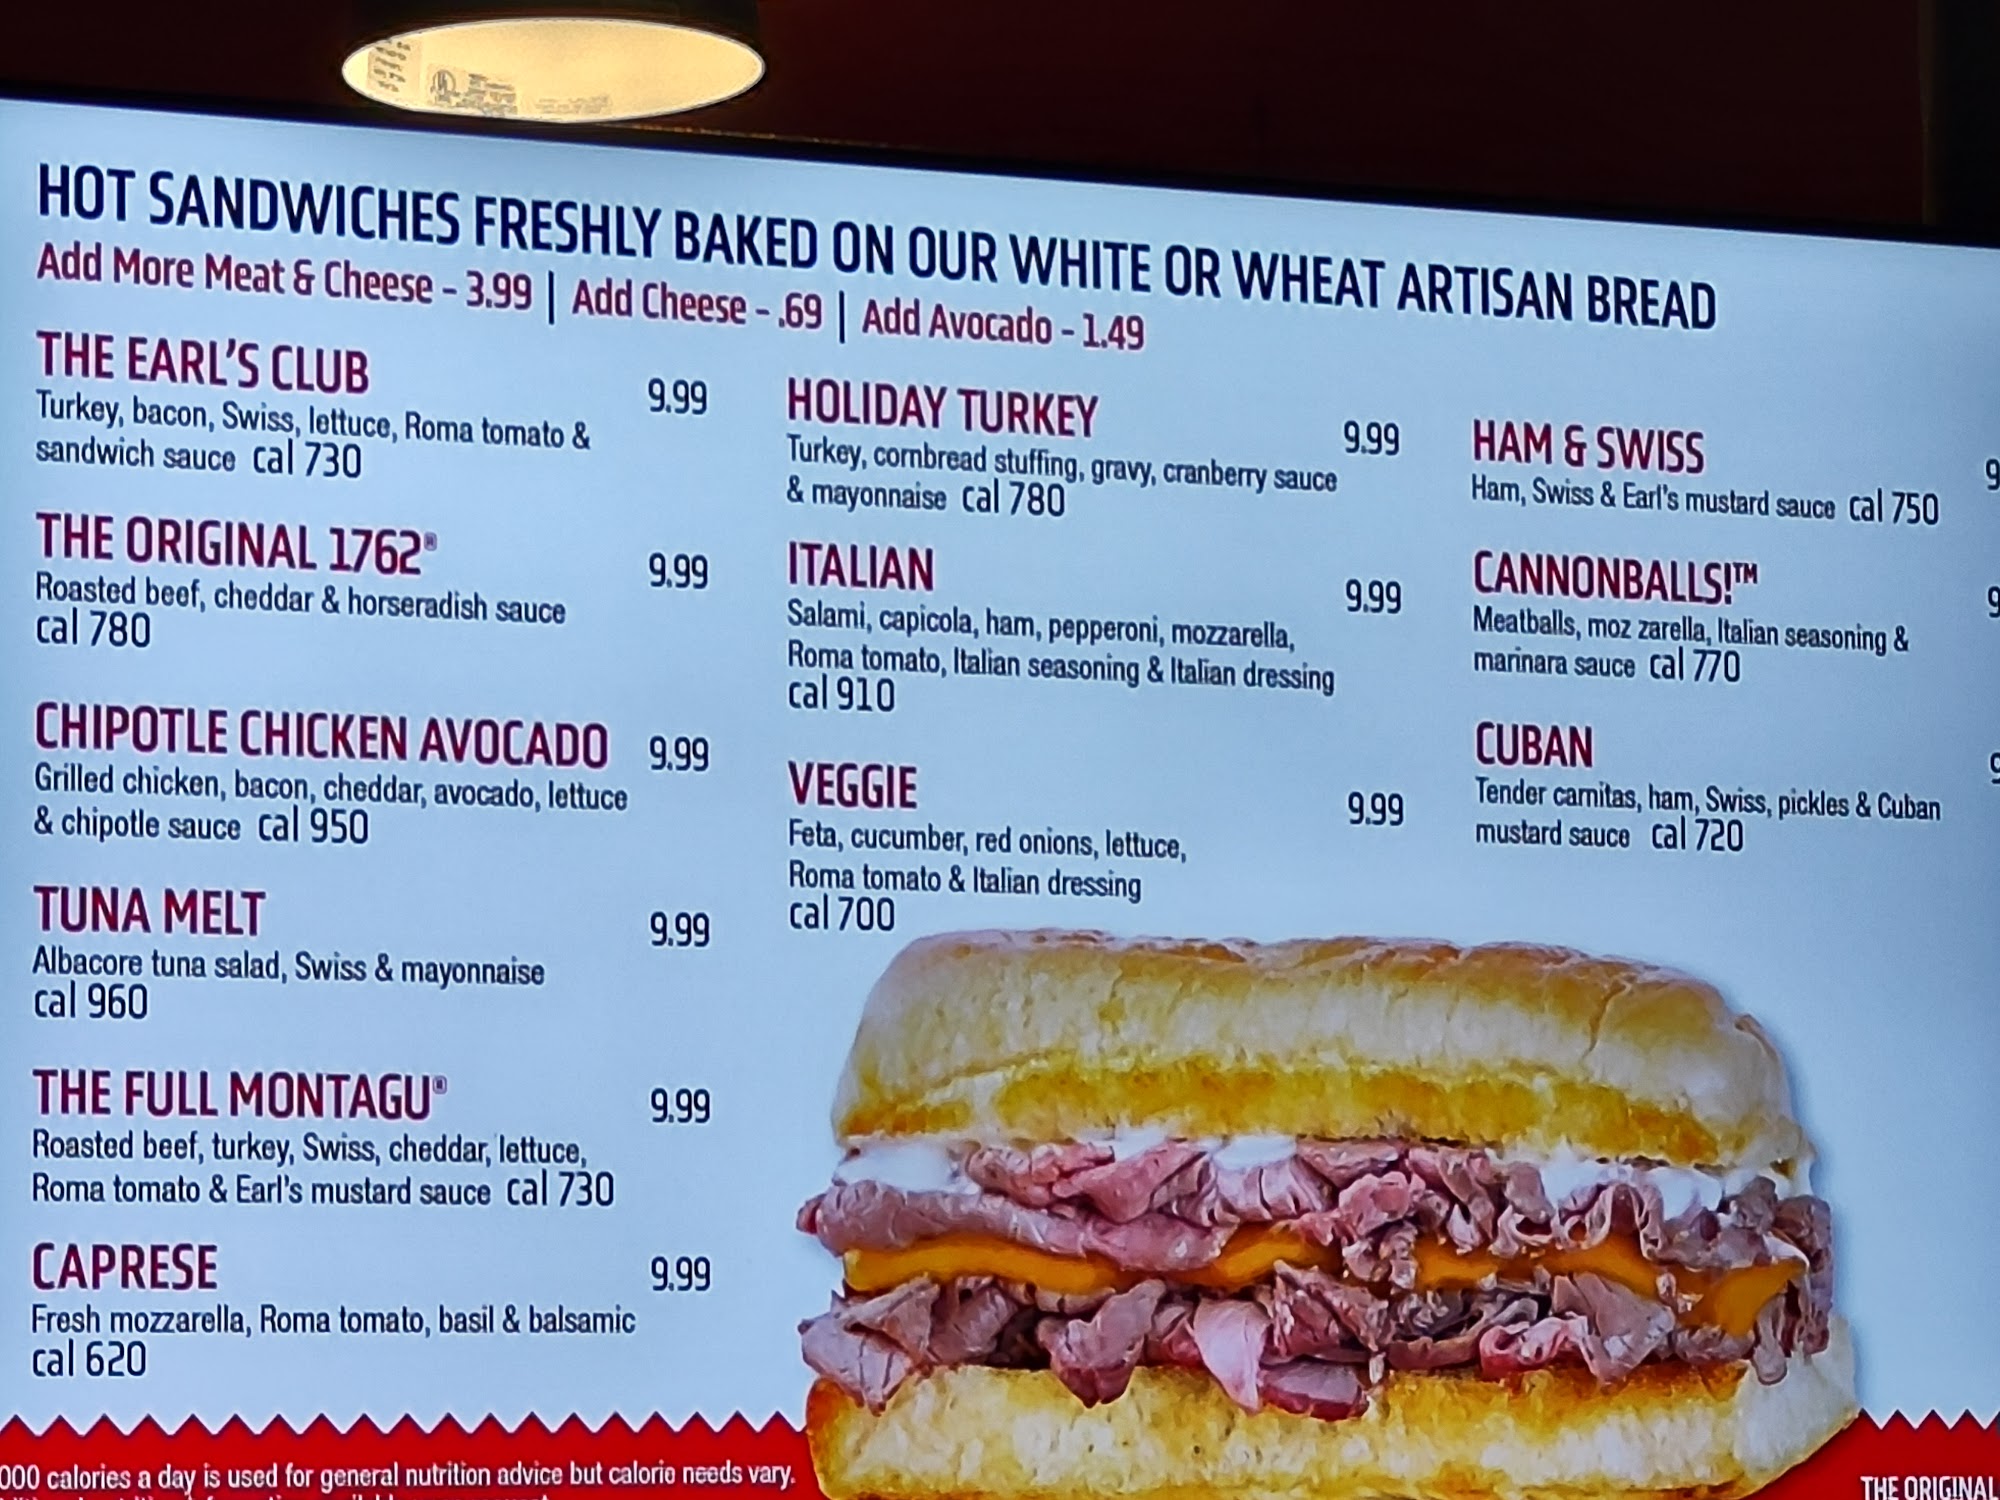 HOT SANDWICHES FRESHLY BAKED ON OUR WHITE OR WHEAT ARTISAN BREAD
Add More Meat & Cheese - 3.99 | Add Cheese - .69 | Add Avocado - 1.49
THE EARL'S CLUB 9.99
Turkey, bacon, Swiss, lettuce, Roma tomato &
sandwich sauce cal 730
THE ORIGINAL 1762® 9.99
Roasted beef, cheddar & horseradish sauce
cal 780
CHIPOTLE CHICKEN AVOCADO 9.99
Grilled chicken, bacon, cheddar, avocado, lettuce
& chipotle sauce cal 950
TUNA MELT 9.99
Albacore tuna salad, Swiss & mayonnaise
cal 960
THE FULL MONTAGU® 9.99
Roasted beef, turkey, Swiss, cheddar, lettuce,
Roma tomato & Earl's mustard sauce cal 730
CAPRESE 9.99
Fresh mozzarella, Roma tomato, basil & balsamic
cal 620
HOLIDAY TURKEY 9.99
Turkey, cornbread stuffing, gravy, cranberry sauce
& mayonnaise cal 780
ITALIAN 9.99
Salami, capicola, ham, pepperoni, mozzarella,
Roma tomato, Italian seasoning & Italian dressing
cal 910
VEGGIE 9.99
Feta, cucumber, red onions, lettuce,
Roma tomato & Italian dressing
cal 700
HAM & SWISS 9
Ham, Swiss & Earl's mustard sauce cal 750
CANNONBALLS!™ 9
Meatballs, moz zarella, Italian seasoning &
marinara sauce cal 770
CUBAN 9
Tender carnitas, ham, Swiss, pickles & Cuban
mustard sauce cal 720
000 calories a day is used for general nutrition advice but calorie needs vary.
THE ORIGINAL